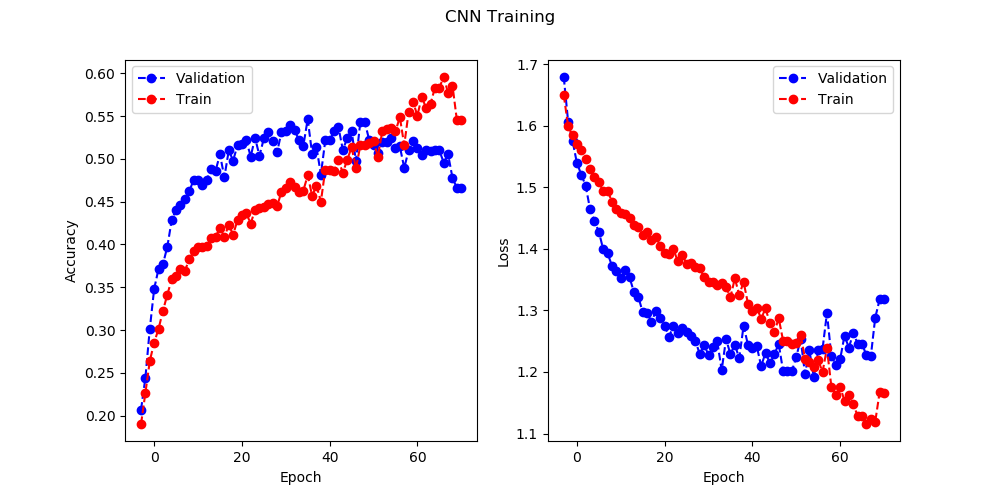 CNN Training
Validation
Train
0.60
0.55
0.50
0.45
0.40
0.35
0.30
0.25
0.20
Accuracy
0
20
40
60
Epoch
Validation
Train
1.7
1.6
1.5
1.4
1.3
1.2
1.1
Loss
0
20
40
60
Epoch